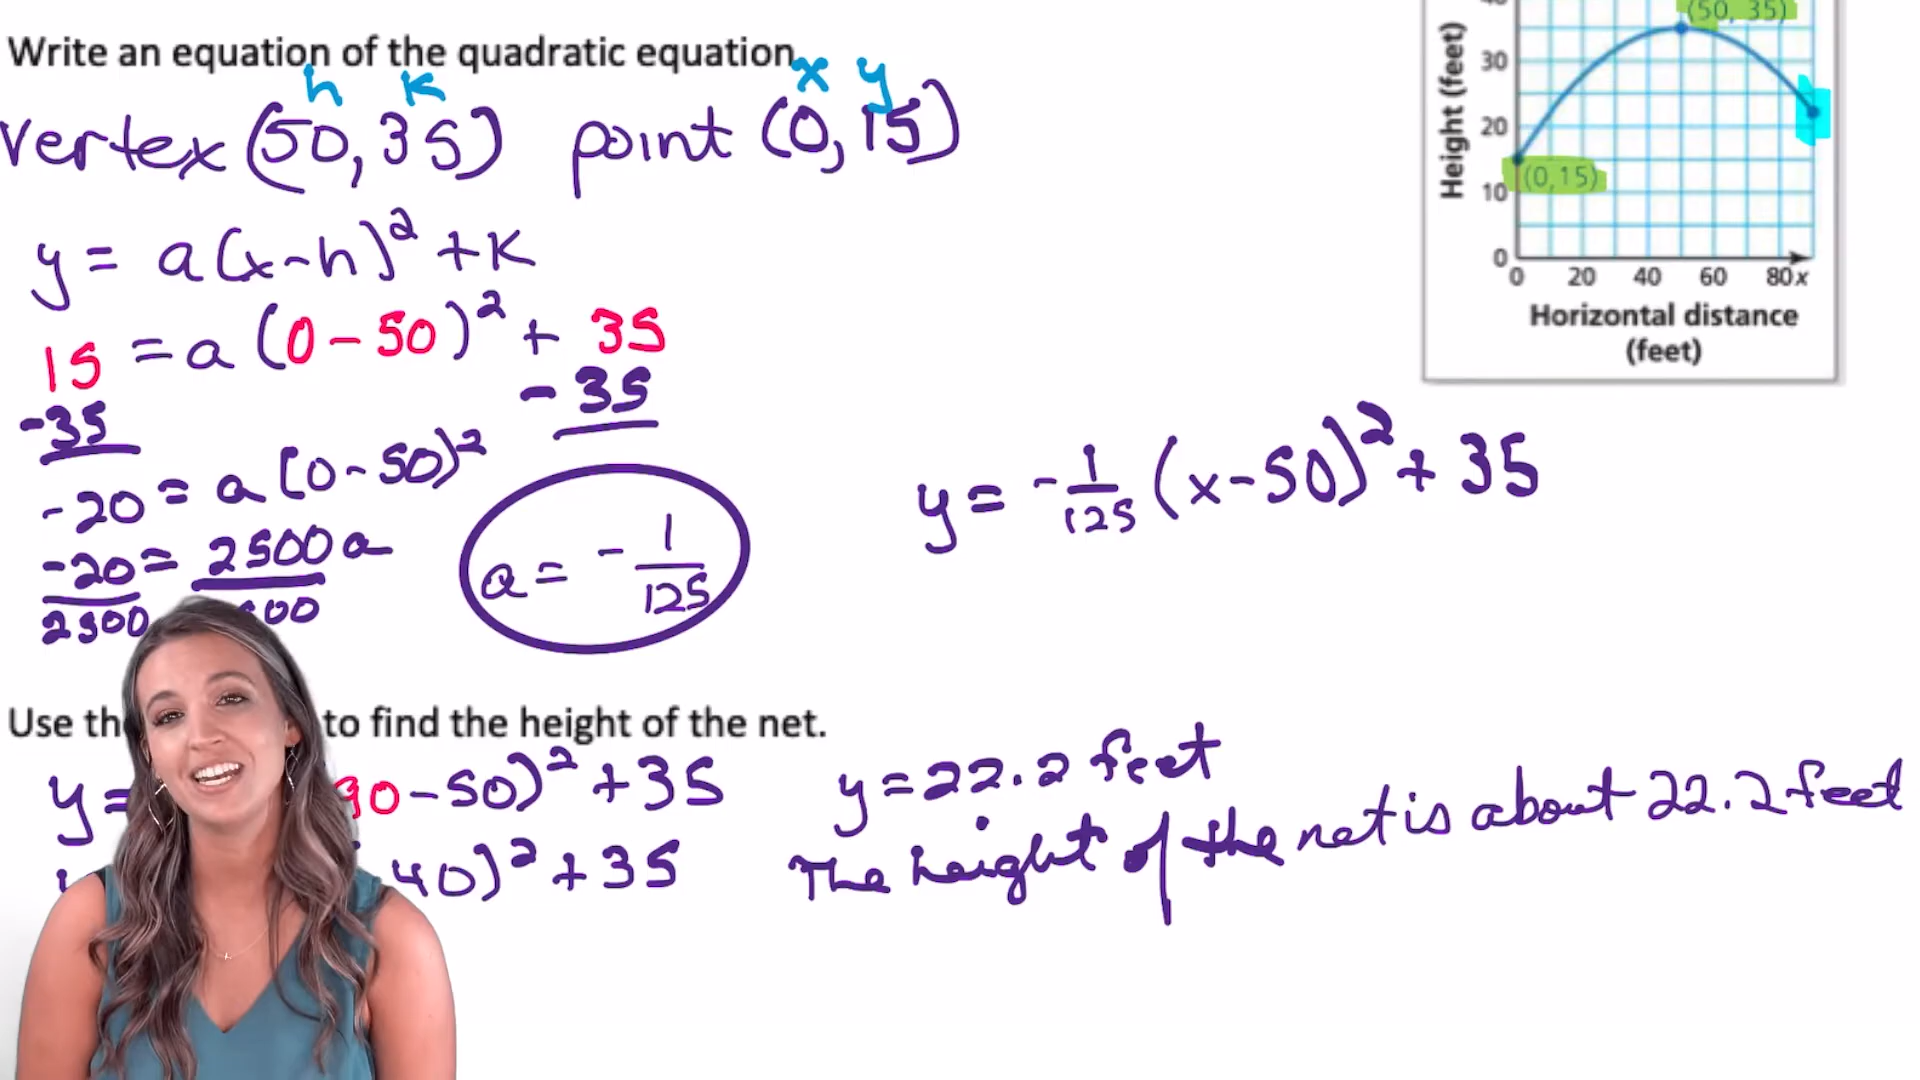 Write an equation of the quadratic equation.
h k x y
vertex (50, 35) point (0, 15)
y = a(x-h)² + k
15 = a (0 - 50)² + 35
-35 - 35
-20 = a (0 - 50)²
-20 = 2500a
2500 00
a = - 1/125
y = - 1/125 (x - 50)² + 35
Use to find the height of the net.
y = 90 - 50)² + 35
40)² + 35
y = 22.2 feet
The height of the net is about 22.2 feet
(50, 35)
30
20
10
0
(0,15)
Height (feet)
0 20 40 60 80 x
Horizontal distance
(feet)